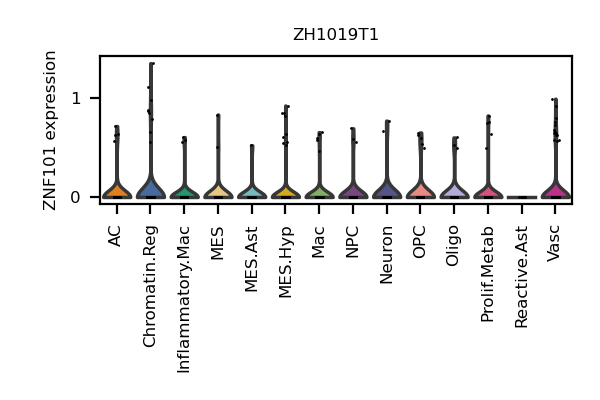 ZH1019T1
ZNF101 expression
1
0
AC
Chromatin.Reg
Inflammatory.Mac
MES
MES.Ast
MES.Hyp
Mac
NPC
Neuron
OPC
Oligo
Prolif.Metab
Reactive.Ast
Vasc